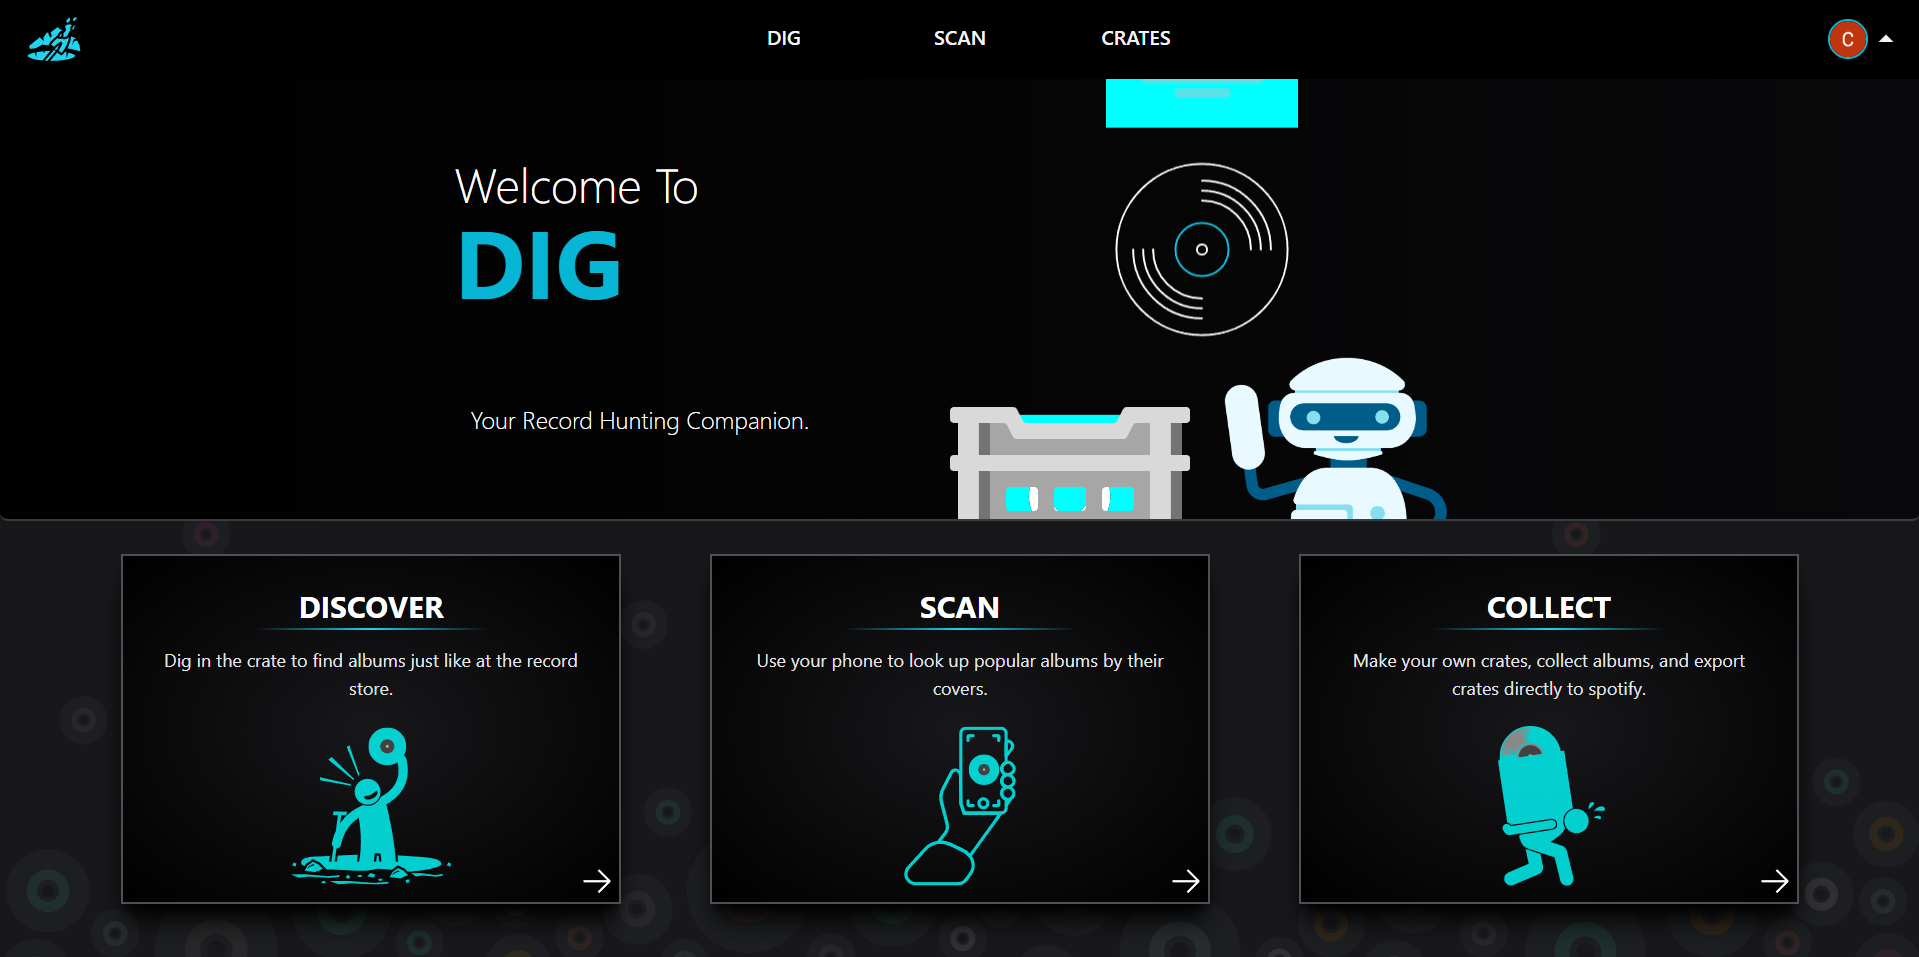 DIG
SCAN
CRATES
C
Welcome To
DIG
Your Record Hunting Companion.
DISCOVER
Dig in the crate to find albums just like at the record
store.
SCAN
Use your phone to look up popular albums by their
covers.
COLLECT
Make your own crates, collect albums, and export
crates directly to spotify.